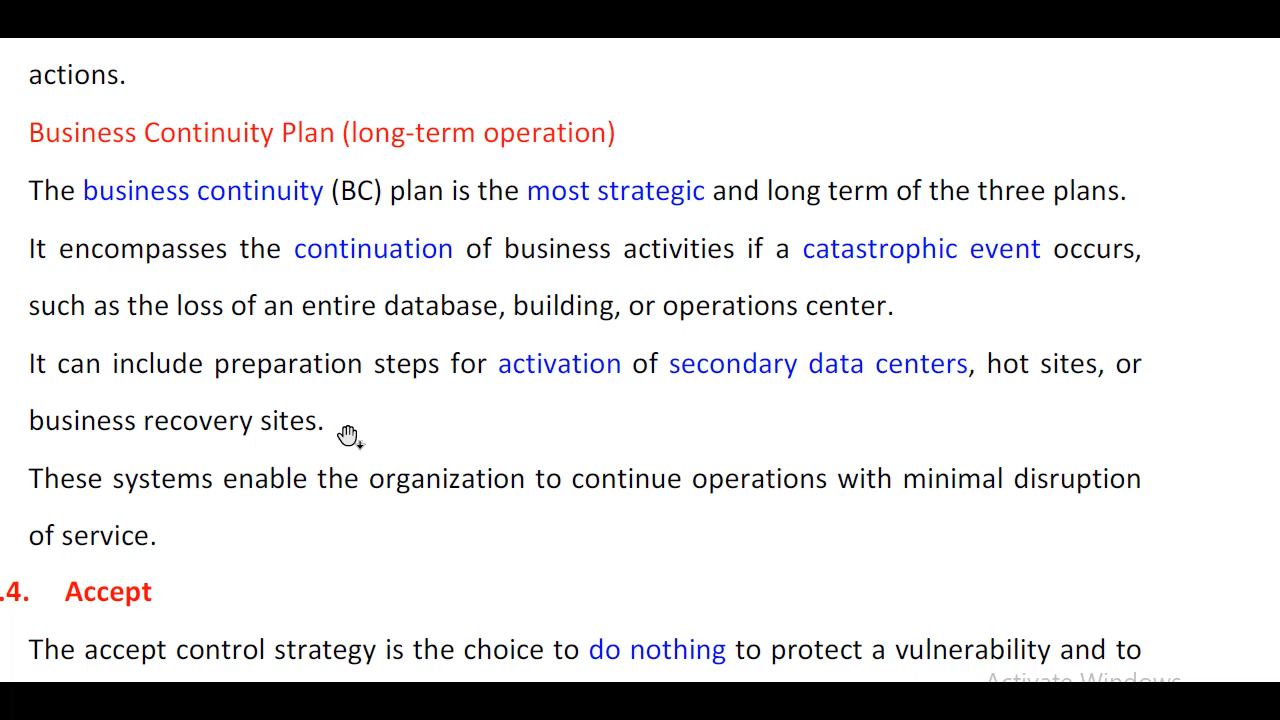 actions.
Business Continuity Plan (long-term operation)
The business continuity (BC) plan is the most strategic and long term of the three plans.
It encompasses the continuation of business activities if a catastrophic event occurs,
such as the loss of an entire database, building, or operations center.
It can include preparation steps for activation of secondary data centers, hot sites, or
business recovery sites.
These systems enable the organization to continue operations with minimal disruption
of service.
.4. Accept
The accept control strategy is the choice to do nothing to protect a vulnerability and to
Activate Windows